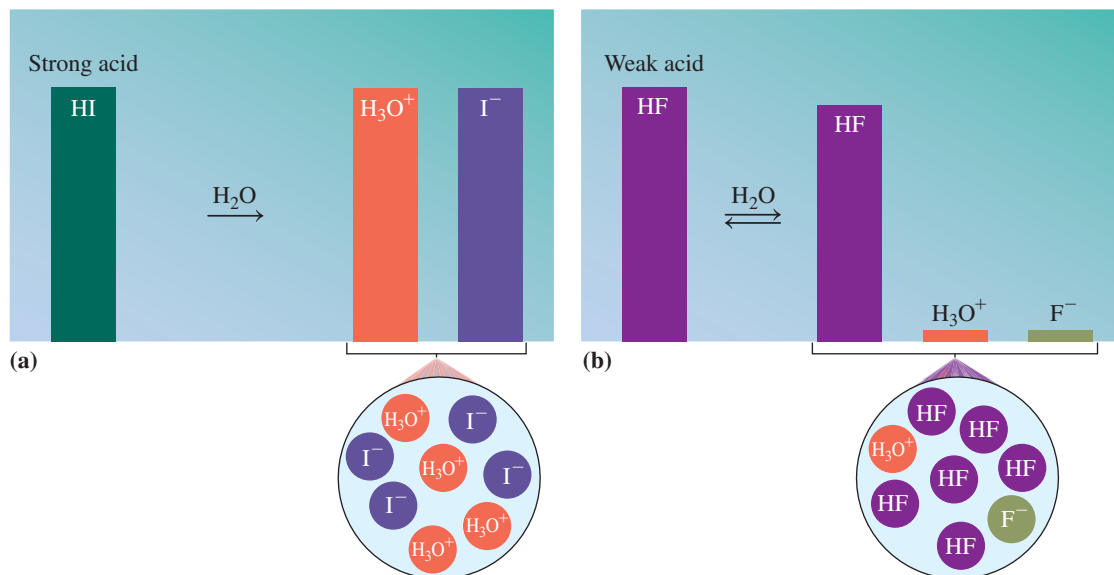 Strong acid
HI
H₂O
H₃O⁺
I⁻
(a)
H₃O⁺
I⁻
I⁻
H₃O⁺
I⁻
I⁻
H₃O⁺
H₃O⁺
Weak acid
HF
H₂O
HF
H₃O⁺
F⁻
(b)
HF
HF
H₃O⁺
HF
HF
HF
F⁻
HF